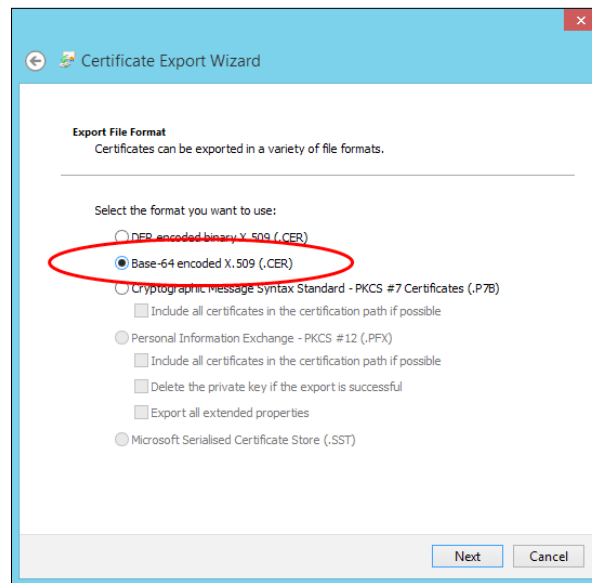 Certificate Export Wizard
Export File Format
Certificates can be exported in a variety of file formats.
Select the format you want to use:
DER encoded binary X.509 (.CER)
Base-64 encoded X.509 (.CER)
Cryptographic Message Syntax Standard - PKCS #7 Certificates (.P7B)
Include all certificates in the certification path if possible
Personal Information Exchange - PKCS #12 (.PFX)
Include all certificates in the certification path if possible
Delete the private key if the export is successful
Export all extended properties
Microsoft Serialised Certificate Store (.SST)
Next Cancel